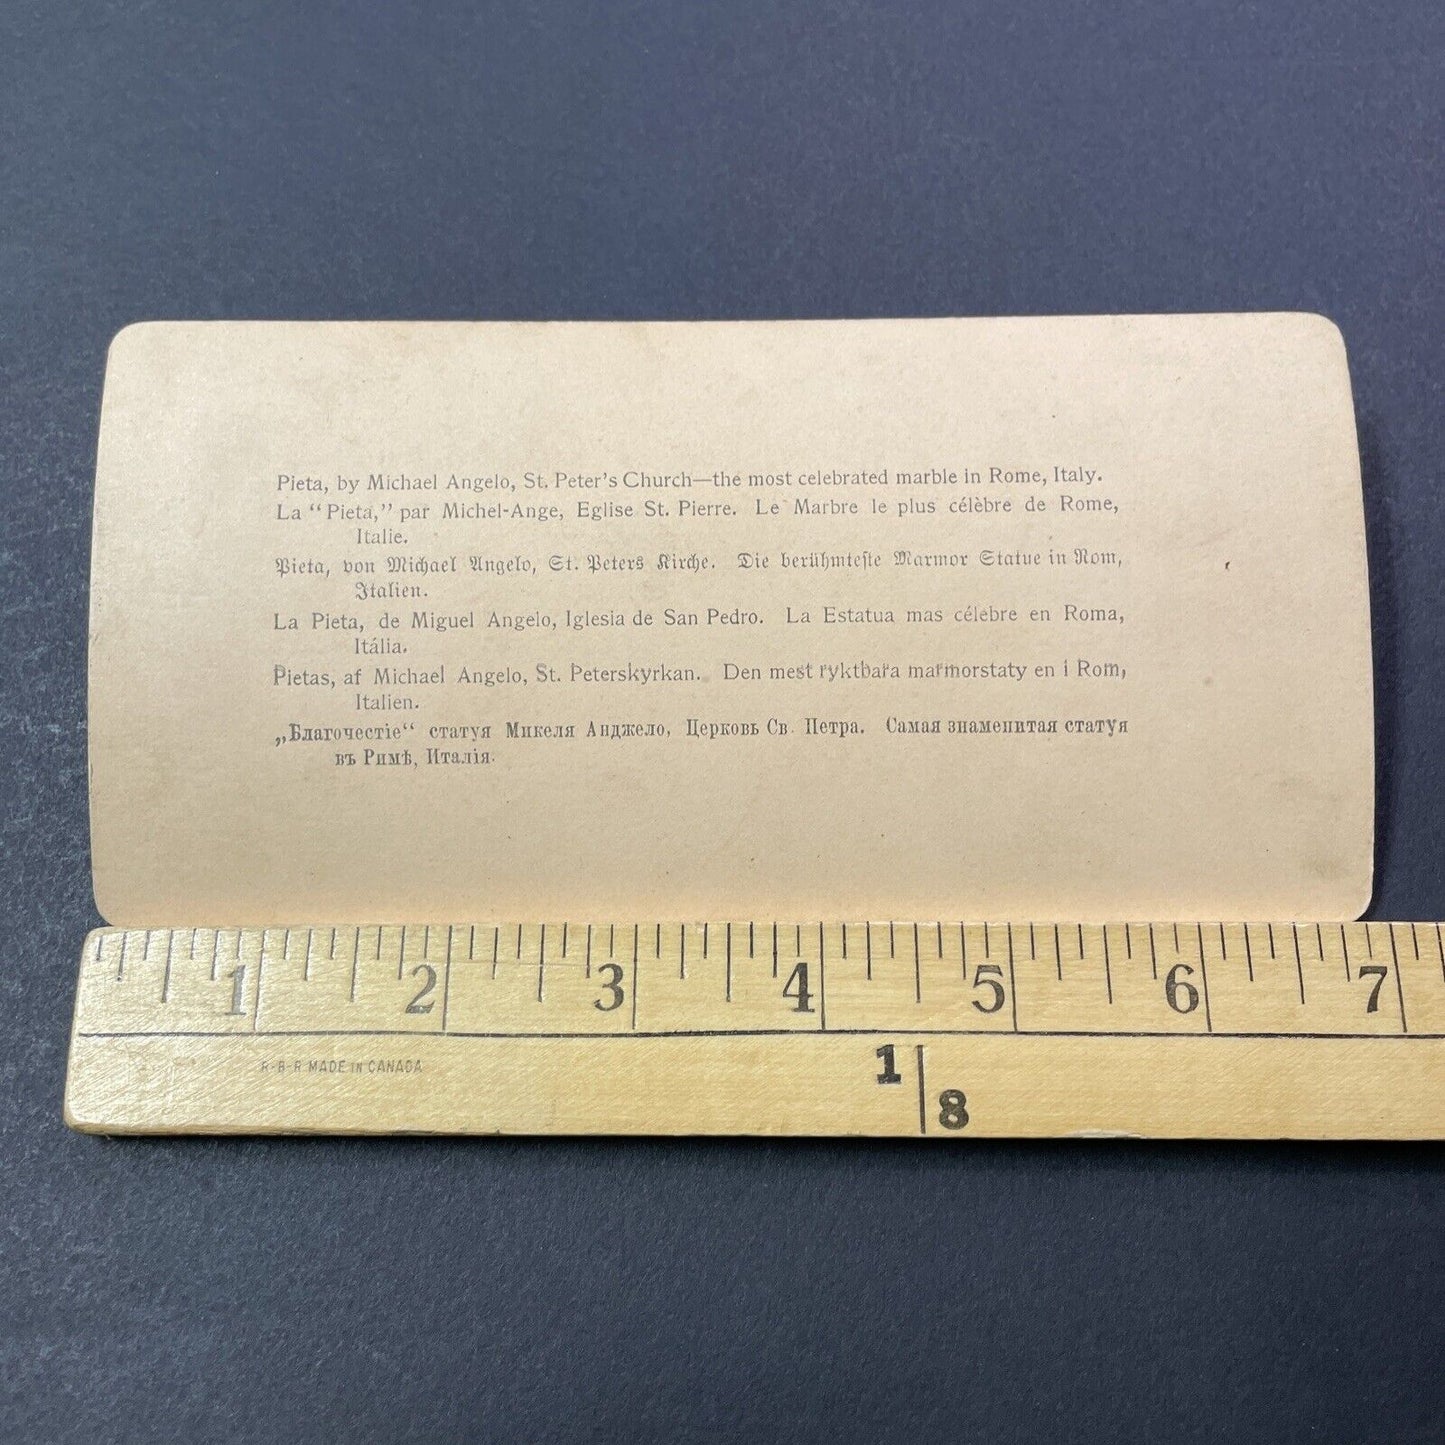 Pieta, by Michael Angelo, St. Peter's Church—the most celebrated marble in Rome, Italy.
La “Pieta,” par Michel-Ange, Eglise St. Pierre. Le Marbre le plus célèbre de Rome,
Italie.
Pieta, von Michael Angelo, St. Peters Kirche. Die berühmteste Marmor Statue in Rom,
Italien.
La Pieta, de Miguel Angelo, Iglesia de San Pedro. La Estatua mas célebre en Roma,
Itália.
Pietas, af Michael Angelo, St. Peterskyrkan. Den mest ryktbara marmorstaty en i Rom,
Italien.
„Благочестіе“ статуя Микеля Анджело, Церковь Св. Петра. Самая знаменитая статуя
въ Римѣ, Италія.
1 2 3 4 5 6 7
R-B-R MADE IN CANADA
1
8